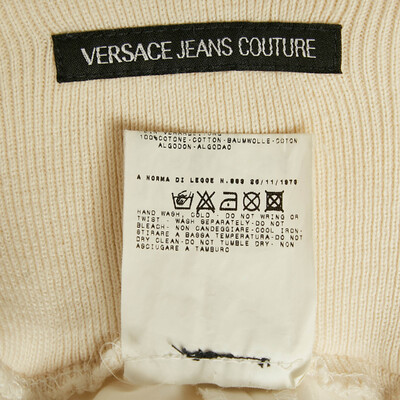 VERSACE JEANS COUTURE
100%COTONE-COTTON-BAUMWOLLE-COTON
ALGODON-ALGODAO
A NORMA DI LEGGE N.883 26/11/1973
HAND WASH, COLD - DO NOT WRING OR
TWIST - WASH SEPARATELY-DO NOT
BLEACH- NON CANDEGGIARE-COOL IRON-
STIRARE A BASSA TEMPERATURA-DO NOT
DRY CLEAN-DO NOT TUMBLE DRY- NON
ASCIUGARE A TAMBURO